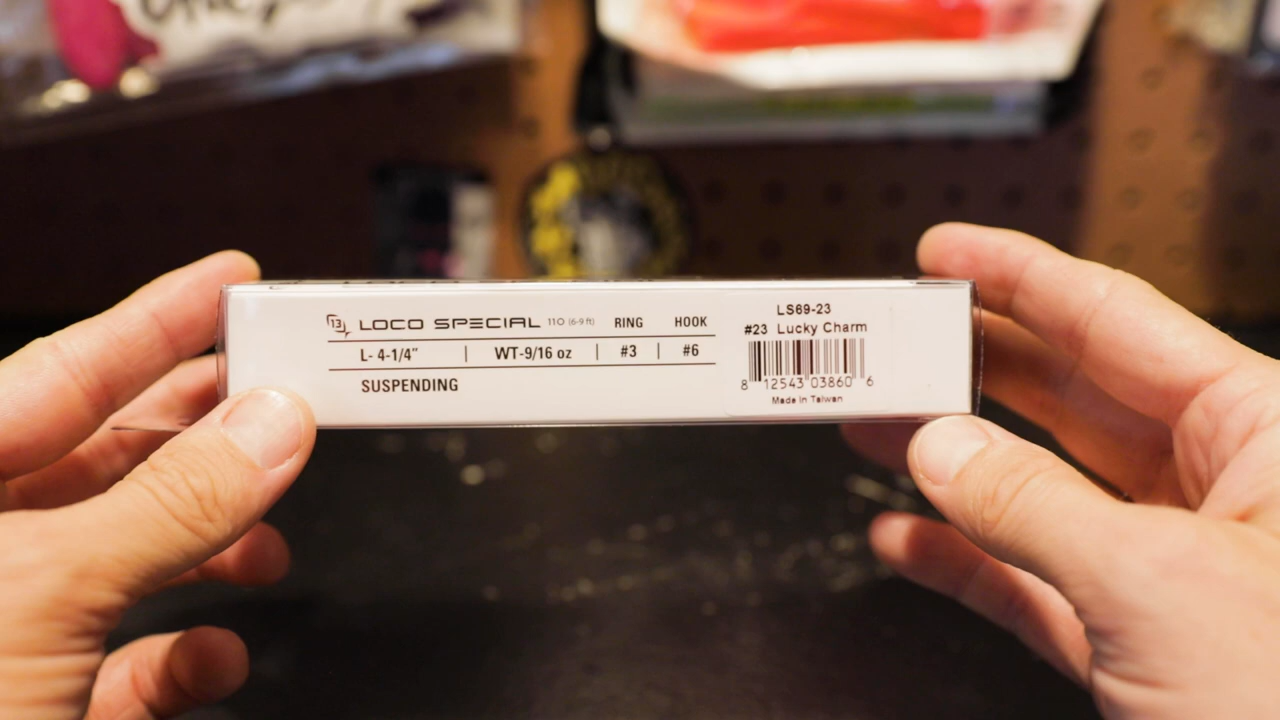 13 LOCO SPECIAL 110 (6-9 ft) RING HOOK
L- 4-1/4" | WT-9/16 oz | #3 | #6
SUSPENDING
LS69-23
#23 Lucky Charm
8 12543 03860 6
Made in Taiwan